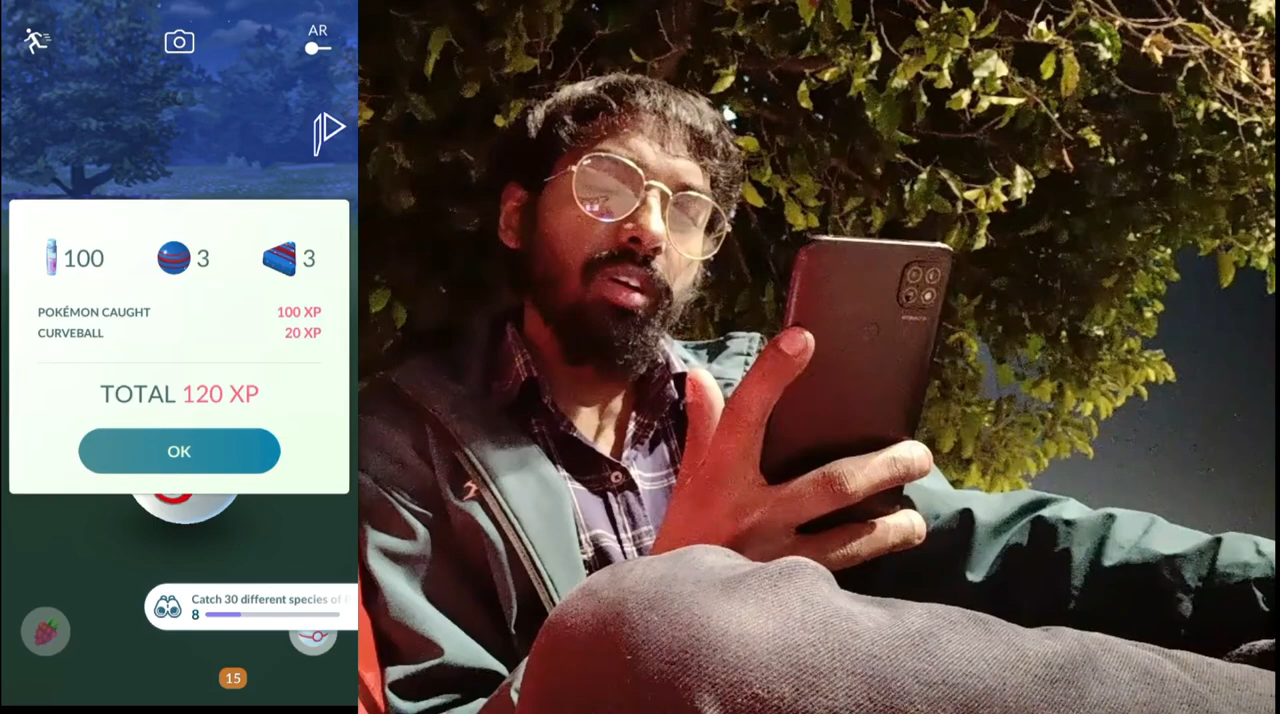 AR
100
3
3
POKÉMON CAUGHT 100 XP
CURVEBALL 20 XP
TOTAL 120 XP
OK
Catch 30 different species of
8
15